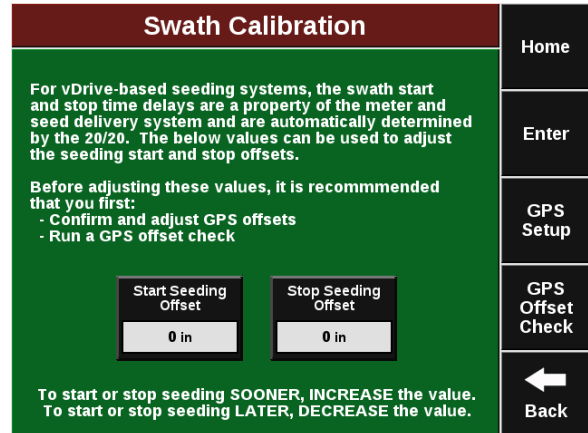 Swath Calibration
For vDrive-based seeding systems, the swath start
and stop time delays are a property of the meter and
seed delivery system and are automatically determined
by the 20/20.  The below values can be used to adjust
the seeding start and stop offsets.
Before adjusting these values, it is recommmended
that you first:
- Confirm and adjust GPS offsets
- Run a GPS offset check
Start Seeding
Offset
0 in
Stop Seeding
Offset
0 in
To start or stop seeding SOONER, INCREASE the value.
To start or stop seeding LATER, DECREASE the value.
Home
Enter
GPS
Setup
GPS
Offset
Check
Back